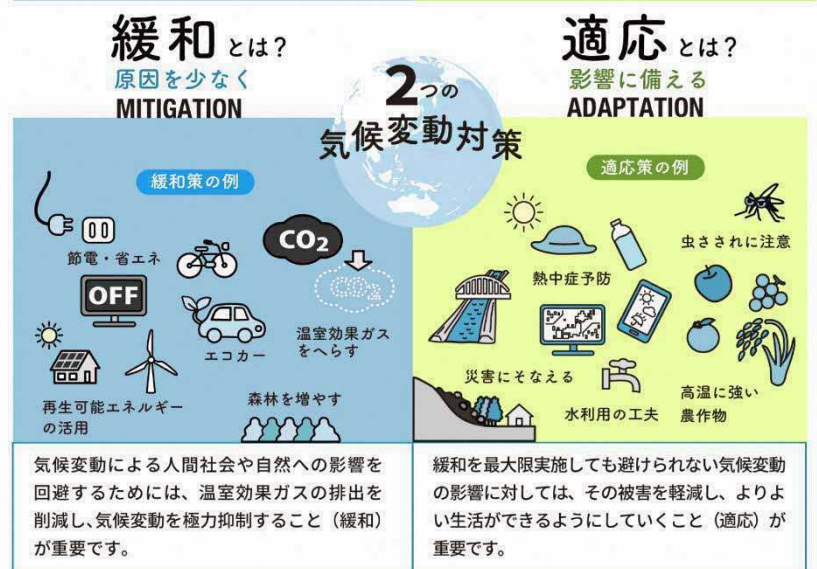 緩和とは？
原因を少なく
MITIGATION
2つの
気候変動対策
適応とは？
影響に備える
ADAPTATION
緩和策の例
節電・省エネ
OFF
CO2
CO2
エコカー
温室効果ガス
をへらす
再生可能エネルギー
の活用
森林を増やす
気候変動による人間社会や自然への影響を
回避するためには、温室効果ガスの排出を
削減し、気候変動を極力抑制すること（緩和）
が重要です。
適応策の例
虫さされに注意
熱中症予防
災害にそなえる
水利用の工夫
高温に強い
農作物
緩和を最大限実施しても避けられない気候変動
の影響に対しては、その被害を軽減し、よりよ
い生活ができるようにしていくこと（適応）が
重要です。